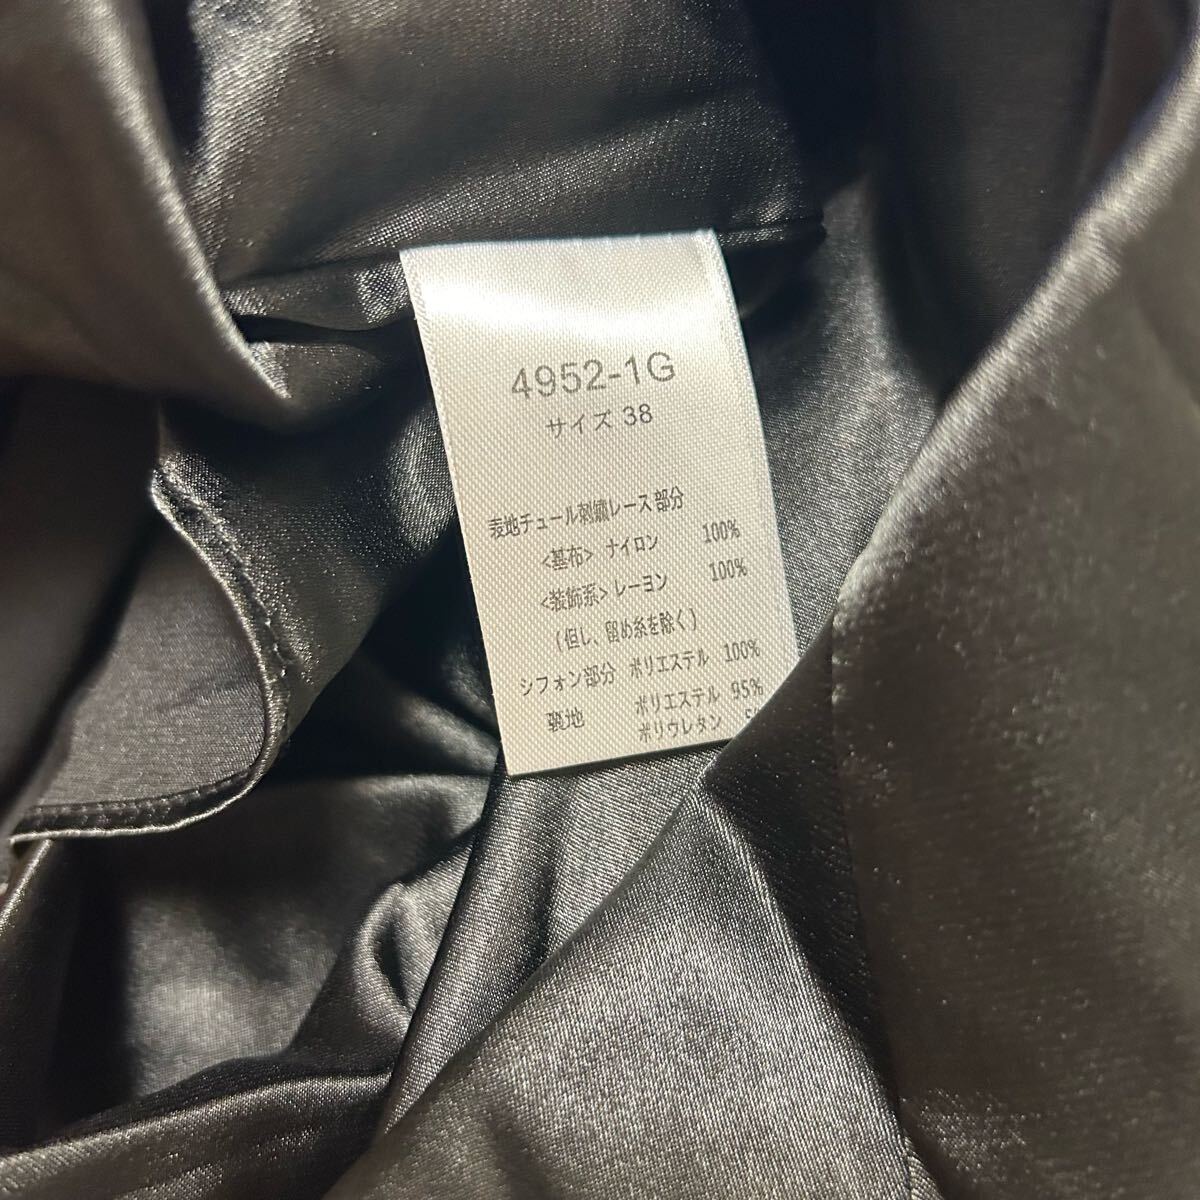 4952-1G
サイズ 38
表地チュール刺繍レース部分
<基布> ナイロン 100%
<装飾系> レーヨン 100%
(但し、留め糸を除く)
シフォン部分 ポリエステル 100%
裏地 ポリエステル 95%
ポリウレタン